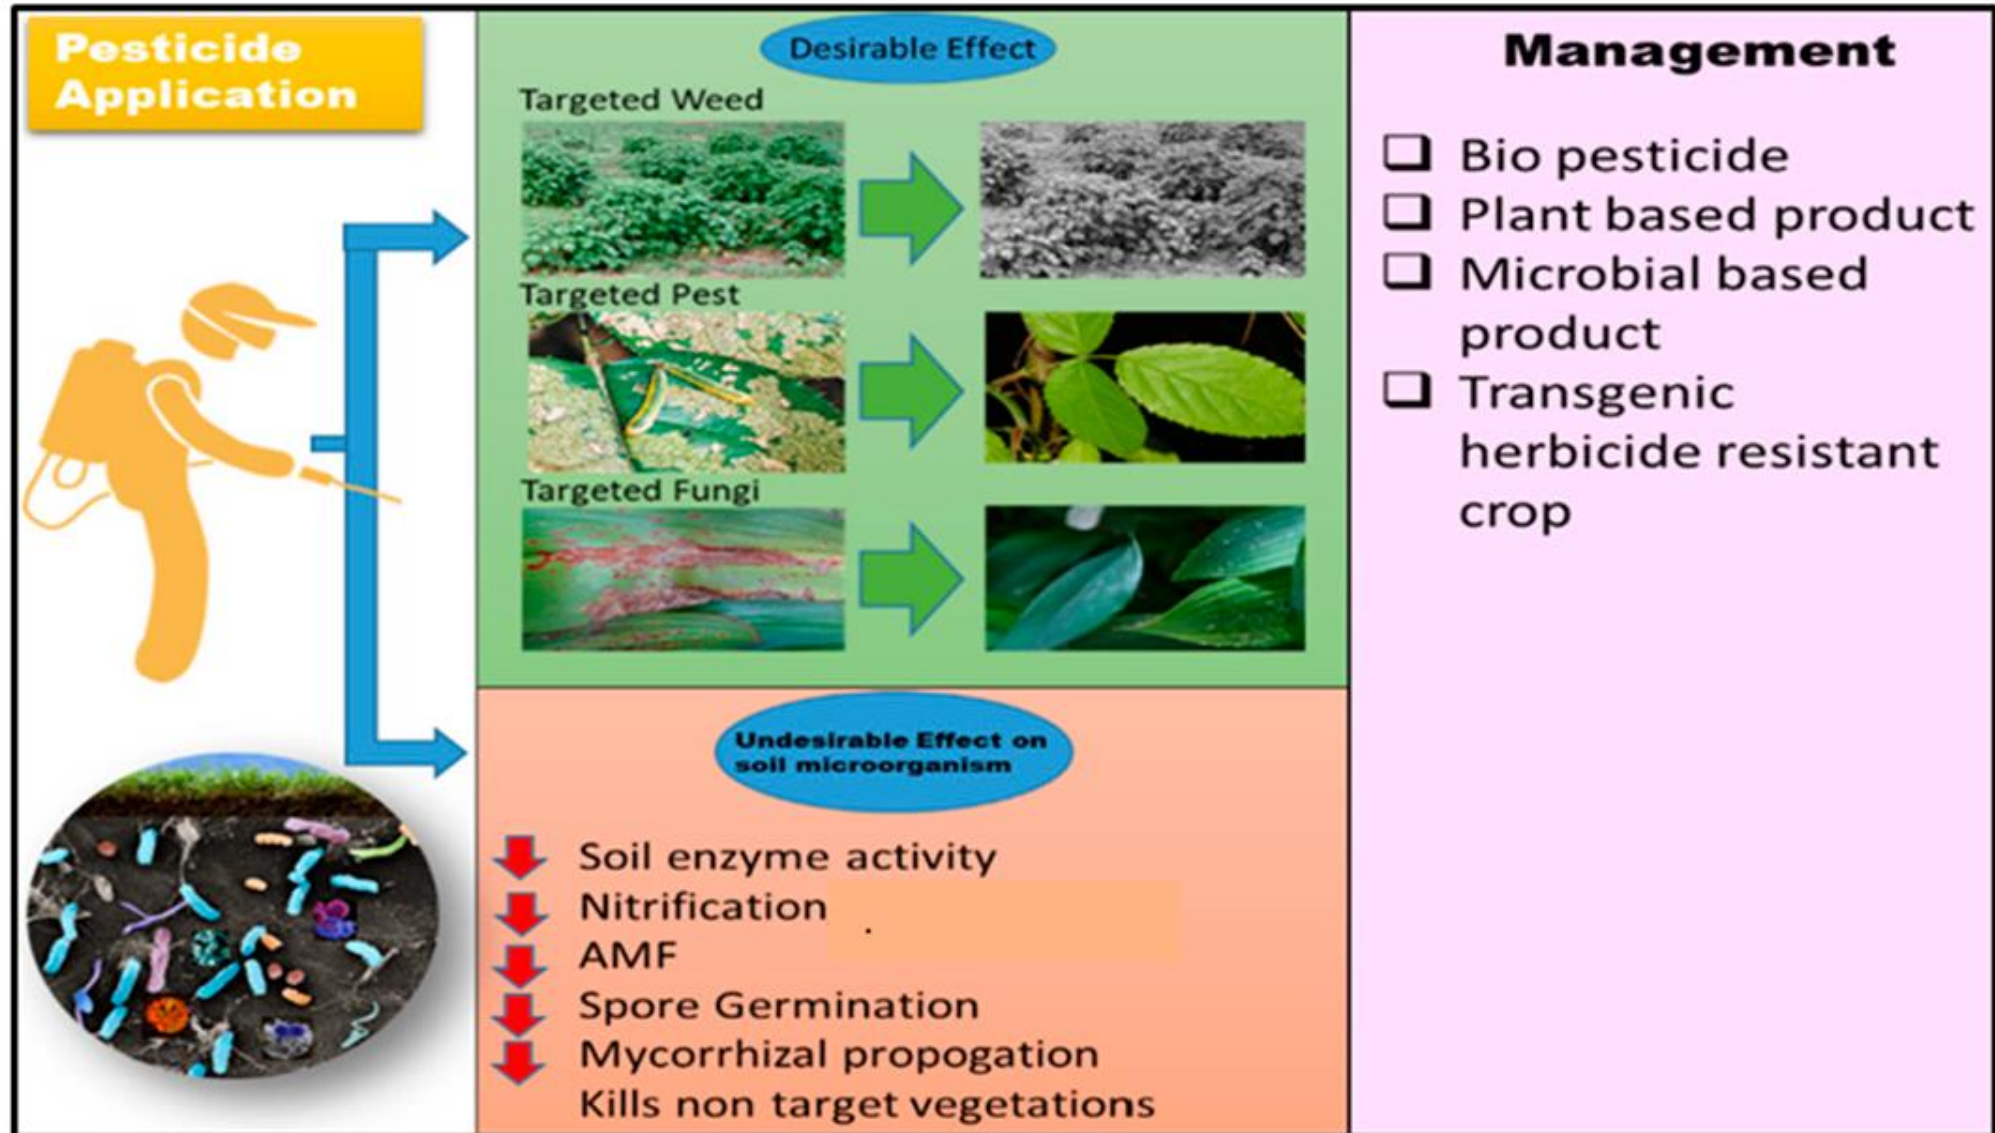 Pesticide
Application
Desirable Effect
Targeted Weed
Targeted Pest
Targeted Fungi
Undesirable Effect on
soil microorganism
Soil enzyme activity
Nitrification
.
AMF
Spore Germination
Mycorrhizal propogation
Kills non target vegetations
Management
❑ Bio pesticide
❑ Plant based product
❑ Microbial based
product
❑ Transgenic
herbicide resistant
crop